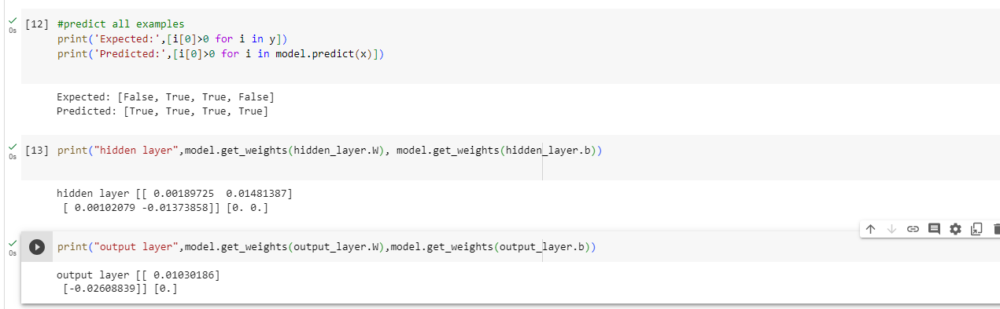 [12] #predict all examples
print('Expected:',[i[0]>0 for i in y])
print('Predicted:',[i[0]>0 for i in model.predict(x)])
0s
Expected: [False, True, True, False]
Predicted: [True, True, True, True]
[13] print("hidden layer",model.get_weights(hidden_layer.W), model.get_weights(hidden_layer.b))
0s
hidden layer [[ 0.00189725  0.01481387]
[ 0.00102079 -0.01373858]] [0. 0.]
print("output layer",model.get_weights(output_layer.W),model.get_weights(output_layer.b))
0s
output layer [[ 0.01030186]
[-0.02608839]] [0.]